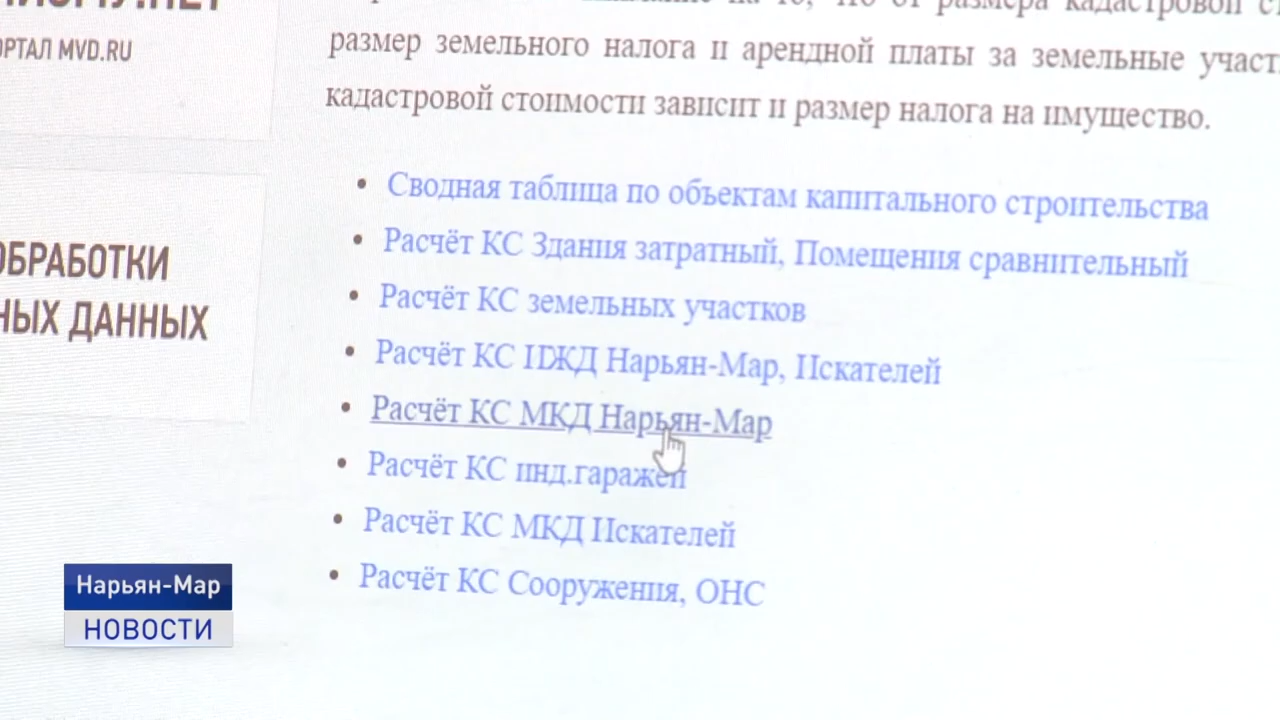 ПОРТАЛ MVD.RU
размера кадастровой
размер земельного налога и арендной платы за земельные
кадастровой стоимости зависит и размер налога на имущество.
• Сводная таблица по объектам капитального строительства
• Расчёт КС Здания затратный, Помещения сравнительный
• Расчёт КС земельных участков
• Расчёт КС ИЖД Нарьян-Мар, Искателей
• Расчёт КС МКД Нарьян-Мар
• Расчёт КС инд.гаражей
• Расчёт КС МКД Искателей
• Расчёт КС Сооружения, ОНС
ОБРАБОТКИ
ДАННЫХ
Нарьян-Мар
НОВОСТИ